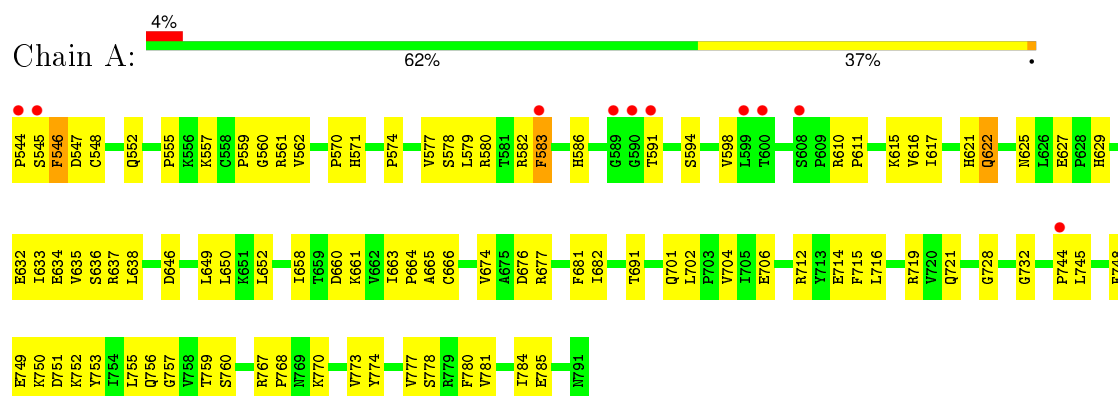 4%
Chain A:
62% 37% •
P544 S545 F546 D547 C548 Q552 P555 K556 K557 C558 P559 G560 R561 V562 P570 H571 P574 V577 S578 L579 R580 T581 R582 F583 H586 G589 G590 T591 S594 V598 L599 T600 S608 P609 R610 P611 K615 V616 I617 H621 Q622 N625 L626 E627 P628 H629
E632 I633 E634 V635 S636 R637 L638 D646 L649 L650 K651 L652 I658 T659 D660 K661 V662 I663 P664 A665 C666 V674 A675 D676 R677 F681 I682 T691 Q701 L702 P703 V704 I705 E706 R712 Y713 E714 F715 L716 R719 V720 Q721 G728 G732 P744 L745
E749 K750 D751 K752 Y753 I754 L755 Q756 G757 V758 T759 S760 R767 P768 N769 K770 V773 Y774 V777 S778 R779 F780 V781 I784 E785 N791